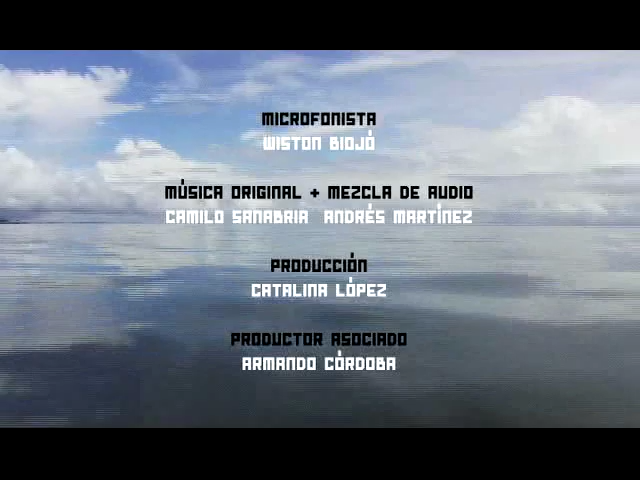 MICROFONISTA
WISTON BIOJÓ
MÚSICA ORIGINAL + MEZCLA DE AUDIO
CAMILO SANABRIA ANDRÉS MARTÍNEZ
PRODUCCIÓN
CATALINA LÓPEZ
PRODUCTOR ASOCIADO
ARMANDO CÓRDOBA